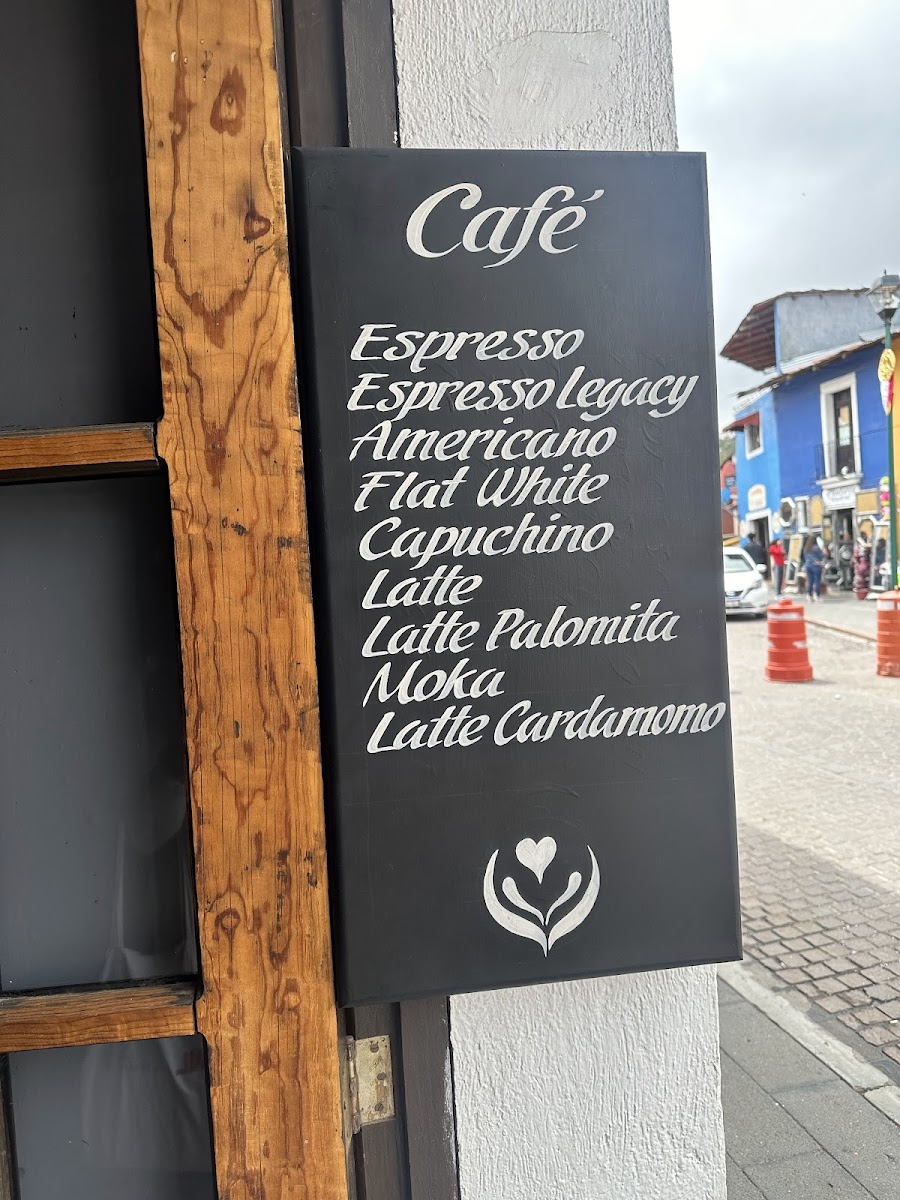 Café
Espresso
Espresso Legacy
Americano
Flat White
Capuchino
Latte
Latte Palomita
Moka
Latte Cardamomo